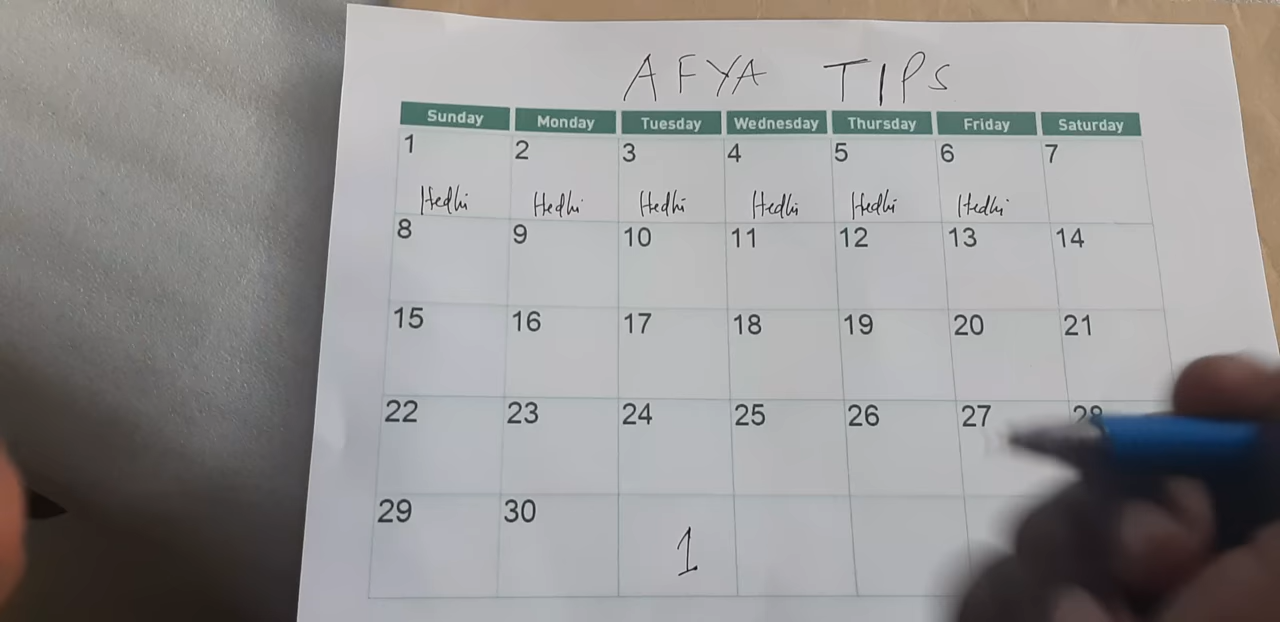 AFYA TIPS
Sunday Monday Tuesday Wednesday Thursday Friday Saturday
1 2 3 4 5 6 7
Hedhi Hedhi Hedhi Hedhi Hedhi Hedhi
8 9 10 11 12 13 14
15 16 17 18 19 20 21
22 23 24 25 26 27 28
29 30
1